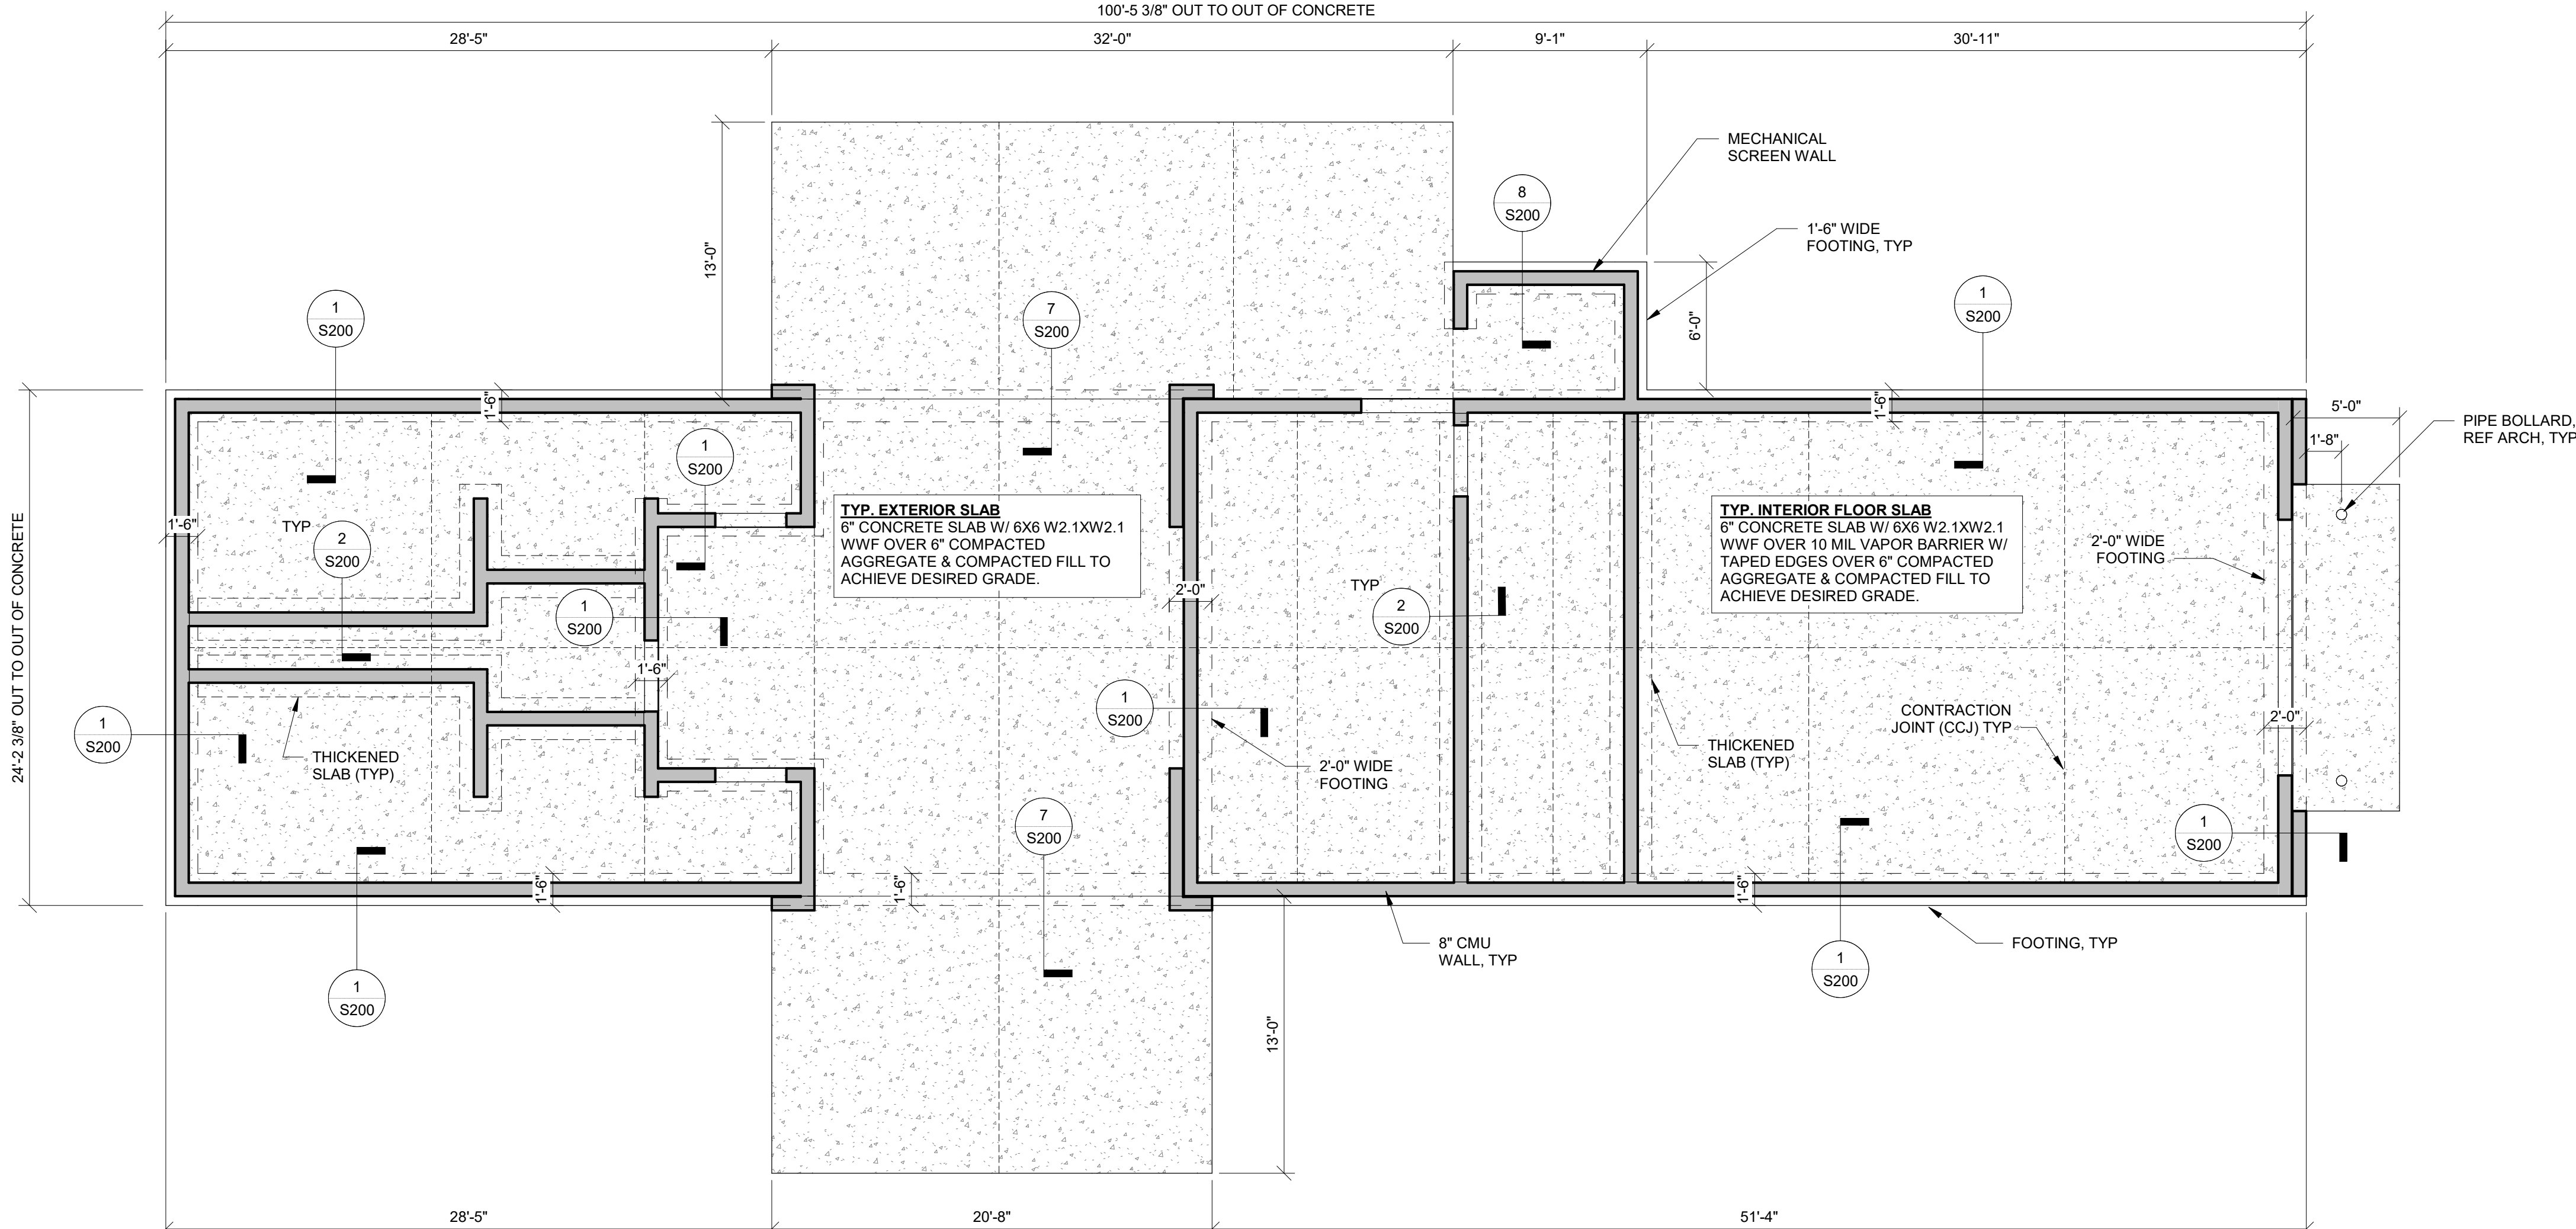 100'-5 3/8" OUT TO OUT OF CONCRETE
28'-5"
32'-0"
9'-1"
30'-11"
MECHANICAL
SCREEN WALL
13'-0"
8
S200
1'-6" WIDE
FOOTING, TYP
1
S200
7
S200
1
S200
6'-0"
1'-6"
1'-6"
5'-0"
PIPE BOLLARD,
REF ARCH, TYP
1'-8"
1
S200
TYP. EXTERIOR SLAB
6" CONCRETE SLAB W/ 6X6 W2.1XW2.1
WWF OVER 6" COMPACTED
AGGREGATE & COMPACTED FILL TO
ACHIEVE DESIRED GRADE.
TYP. INTERIOR FLOOR SLAB
6" CONCRETE SLAB W/ 6X6 W2.1XW2.1
WWF OVER 10 MIL VAPOR BARRIER W/
TAPED EDGES OVER 6" COMPACTED
AGGREGATE & COMPACTED FILL TO
ACHIEVE DESIRED GRADE.
1'-6"
TYP
2
S200
2'-0" WIDE
FOOTING
24'-2 3/8" OUT TO OUT OF CONCRETE
1
S200
2'-0"
TYP
2
S200
1'-6"
1
S200
1
S200
THICKENED
SLAB (TYP)
2'-0" WIDE
FOOTING
THICKENED
SLAB (TYP)
CONTRACTION
JOINT (CCJ) TYP
2'-0"
7
S200
1
S200
1'-6"
1'-6"
1'-6"
8" CMU
WALL, TYP
FOOTING, TYP
1
S200
1
S200
13'-0"
28'-5"
20'-8"
51'-4"